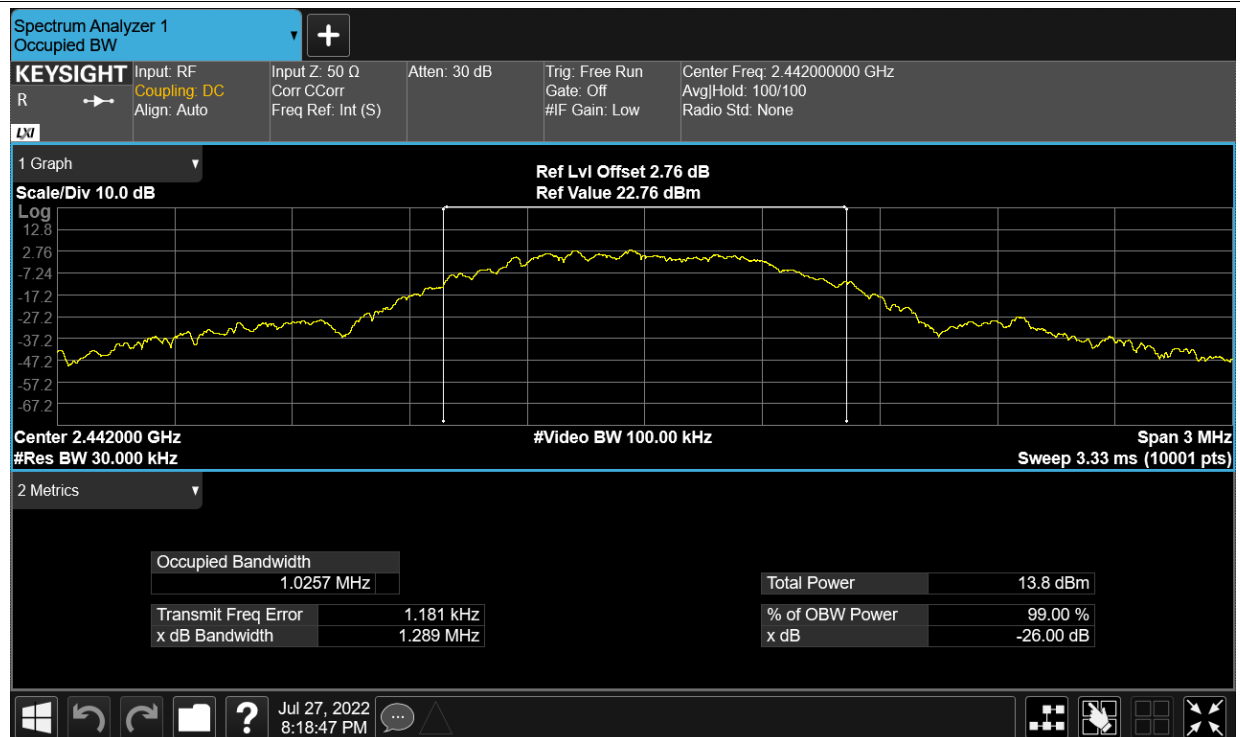 Spectrum Analyzer 1
Occupied BW
+
KEYSIGHT
R
LXI
Input: RF
Coupling: DC
Align: Auto
Input Z: 50 Ω
Corr CCorr
Freq Ref: Int (S)
Atten: 30 dB
Trig: Free Run
Gate: Off
#IF Gain: Low
Center Freq: 2.442000000 GHz
Avg|Hold: 100/100
Radio Std: None
1 Graph
Scale/Div 10.0 dB
Ref Lvl Offset 2.76 dB
Ref Value 22.76 dBm
Log
12.8
2.76
-7.24
-17.2
-27.2
-37.2
-47.2
-57.2
-67.2
Center 2.442000 GHz
#Video BW 100.00 kHz
Span 3 MHz
#Res BW 30.000 kHz
Sweep 3.33 ms (10001 pts)
2 Metrics
Occupied Bandwidth
1.0257 MHz
Total Power 13.8 dBm
Transmit Freq Error 1.181 kHz
% of OBW Power 99.00 %
x dB Bandwidth 1.289 MHz
x dB -26.00 dB
?
Jul 27, 2022
8:18:47 PM